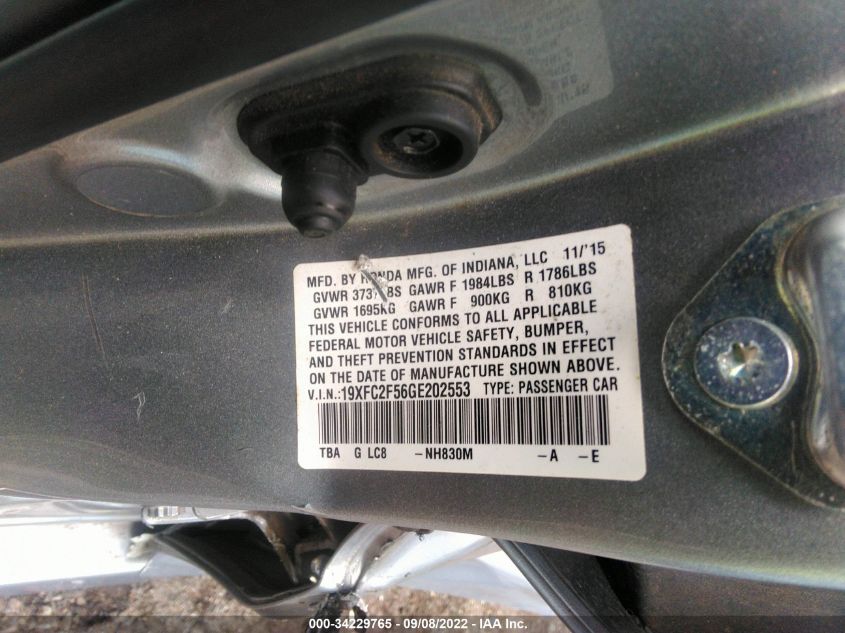 MFD. BY HONDA MFG. OF INDIANA, LLC 11/'15
GVWR 3737LBS GAWR F 1984LBS R 1786LBS
GVWR 1695KG GAWR F 900KG R 810KG
THIS VEHICLE CONFORMS TO ALL APPLICABLE
FEDERAL MOTOR VEHICLE SAFETY, BUMPER,
AND THEFT PREVENTION STANDARDS IN EFFECT
ON THE DATE OF MANUFACTURE SHOWN ABOVE.
V.I.N.:19XFC2F56GE202553 TYPE: PASSENGER CAR
TBA G LC8 -NH830M -A -E
000-34229765 - 09/08/2022 - IAA Inc.